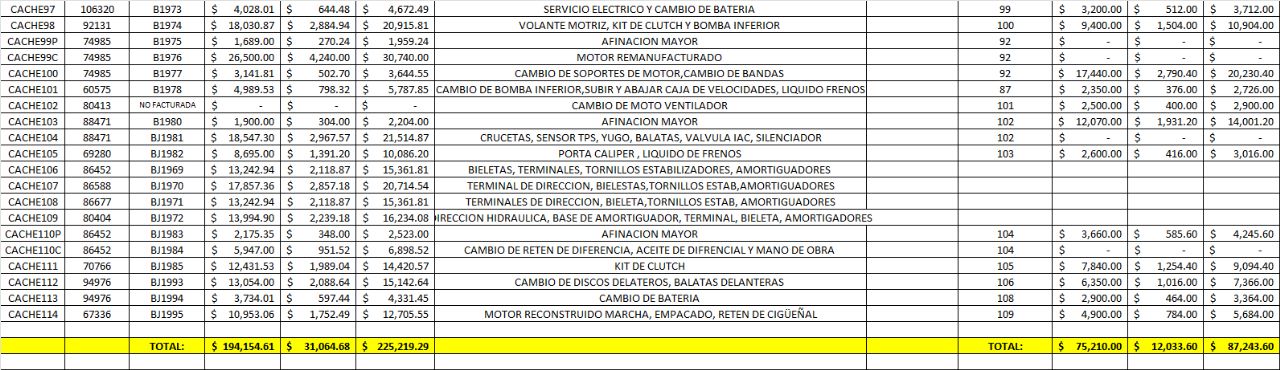 CACHE97 106320 B1973 $ 4,028.01 $ 644.48 $ 4,672.49 SERVICIO ELECTRICO Y CAMBIO DE BATERIA 99 $ 3,200.00 $ 512.00 $ 3,712.00
CACHE98 92131 B1974 $ 18,030.87 $ 2,884.94 $ 20,915.81 VOLANTE MOTRIZ, KIT DE CLUTCH Y BOMBA INFERIOR 100 $ 9,400.00 $ 1,504.00 $ 10,904.00
CACHE99P 74985 B1975 $ 1,689.00 $ 270.24 $ 1,959.24 AFINACION MAYOR 92 $ - $ - $ -
CACHE99C 74985 B1976 $ 26,500.00 $ 4,240.00 $ 30,740.00 MOTOR REMANUFACTURADO 92 $ - $ - $ -
CACHE100 74985 B1977 $ 3,141.81 $ 502.70 $ 3,644.55 CAMBIO DE SOPORTES DE MOTOR,CAMBIO DE BANDAS 92 $ 17,440.00 $ 2,790.40 $ 20,230.40
CACHE101 60575 B1978 $ 4,989.53 $ 798.32 $ 5,787.85 CAMBIO DE BOMBA INFERIOR,SUBIR Y ABAJAR CAJA DE VELOCIDADES, LIQUIDO FRENOS 87 $ 2,350.00 $ 376.00 $ 2,726.00
CACHE102 80413 NO FACTURADA $ - $ - $ - CAMBIO DE MOTO VENTILADOR 101 $ 2,500.00 $ 400.00 $ 2,900.00
CACHE103 88471 B1980 $ 1,900.00 $ 304.00 $ 2,204.00 AFINACION MAYOR 102 $ 12,070.00 $ 1,931.20 $ 14,001.20
CACHE104 88471 BJ1981 $ 18,547.30 $ 2,967.57 $ 21,514.87 CRUCETAS, SENSOR TPS, YUGO, BALATAS, VALVULA IAC, SILENCIADOR 102 $ - $ - $ -
CACHE105 69280 BJ1982 $ 8,695.00 $ 1,391.20 $ 10,086.20 PORTA CALIPER , LIQUIDO DE FRENOS 103 $ 2,600.00 $ 416.00 $ 3,016.00
CACHE106 86452 BJ1969 $ 13,242.94 $ 2,118.87 $ 15,361.81 BIELETAS, TERMINALES, TORNILLOS ESTABILIZADORES, AMORTIGUADORES
CACHE107 86588 BJ1970 $ 17,857.36 $ 2,857.18 $ 20,714.54 TERMINAL DE DIRECCION, BIELESTAS,TORNILLOS ESTAB,AMORTIGUADORES
CACHE108 86677 BJ1971 $ 13,242.94 $ 2,118.87 $ 15,361.81 TERMINALES DE DIRECCION, BIELETA,TORNILLOS ESTAB, AMORTIGUADORES
CACHE109 80404 BJ1972 $ 13,994.90 $ 2,239.18 $ 16,234.08 DIRECCION HIDRAULICA, BASE DE AMORTIGUADOR, TERMINAL, BIELETA, AMORTIGADORES
CACHE110P 86452 BJ1983 $ 2,175.35 $ 348.00 $ 2,523.00 AFINACION MAYOR 104 $ 3,660.00 $ 585.60 $ 4,245.60
CACHE110C 86452 BJ1984 $ 5,947.00 $ 951.52 $ 6,898.52 CAMBIO DE RETEN DE DIFERENCIA, ACEITE DE DIFRENCIAL Y MANO DE OBRA 104 $ - $ - $ -
CACHE111 70766 BJ1985 $ 12,431.53 $ 1,989.04 $ 14,420.57 KIT DE CLUTCH 105 $ 7,840.00 $ 1,254.40 $ 9,094.40
CACHE112 94976 BJ1993 $ 13,054.00 $ 2,088.64 $ 15,142.64 CAMBIO DE DISCOS DELATEROS, BALATAS DELANTERAS 106 $ 6,350.00 $ 1,016.00 $ 7,366.00
CACHE113 94976 BJ1994 $ 3,734.01 $ 597.44 $ 4,331.45 CAMBIO DE BATERIA 108 $ 2,900.00 $ 464.00 $ 3,364.00
CACHE114 67336 BJ1995 $ 10,953.06 $ 1,752.49 $ 12,705.55 MOTOR RECONSTRUIDO MARCHA, EMPACADO, RETEN DE CIGÜEÑAL 109 $ 4,900.00 $ 784.00 $ 5,684.00
TOTAL: $ 194,154.61 $ 31,064.68 $ 225,219.29 TOTAL: $ 75,210.00 $ 12,033.60 $ 87,243.60